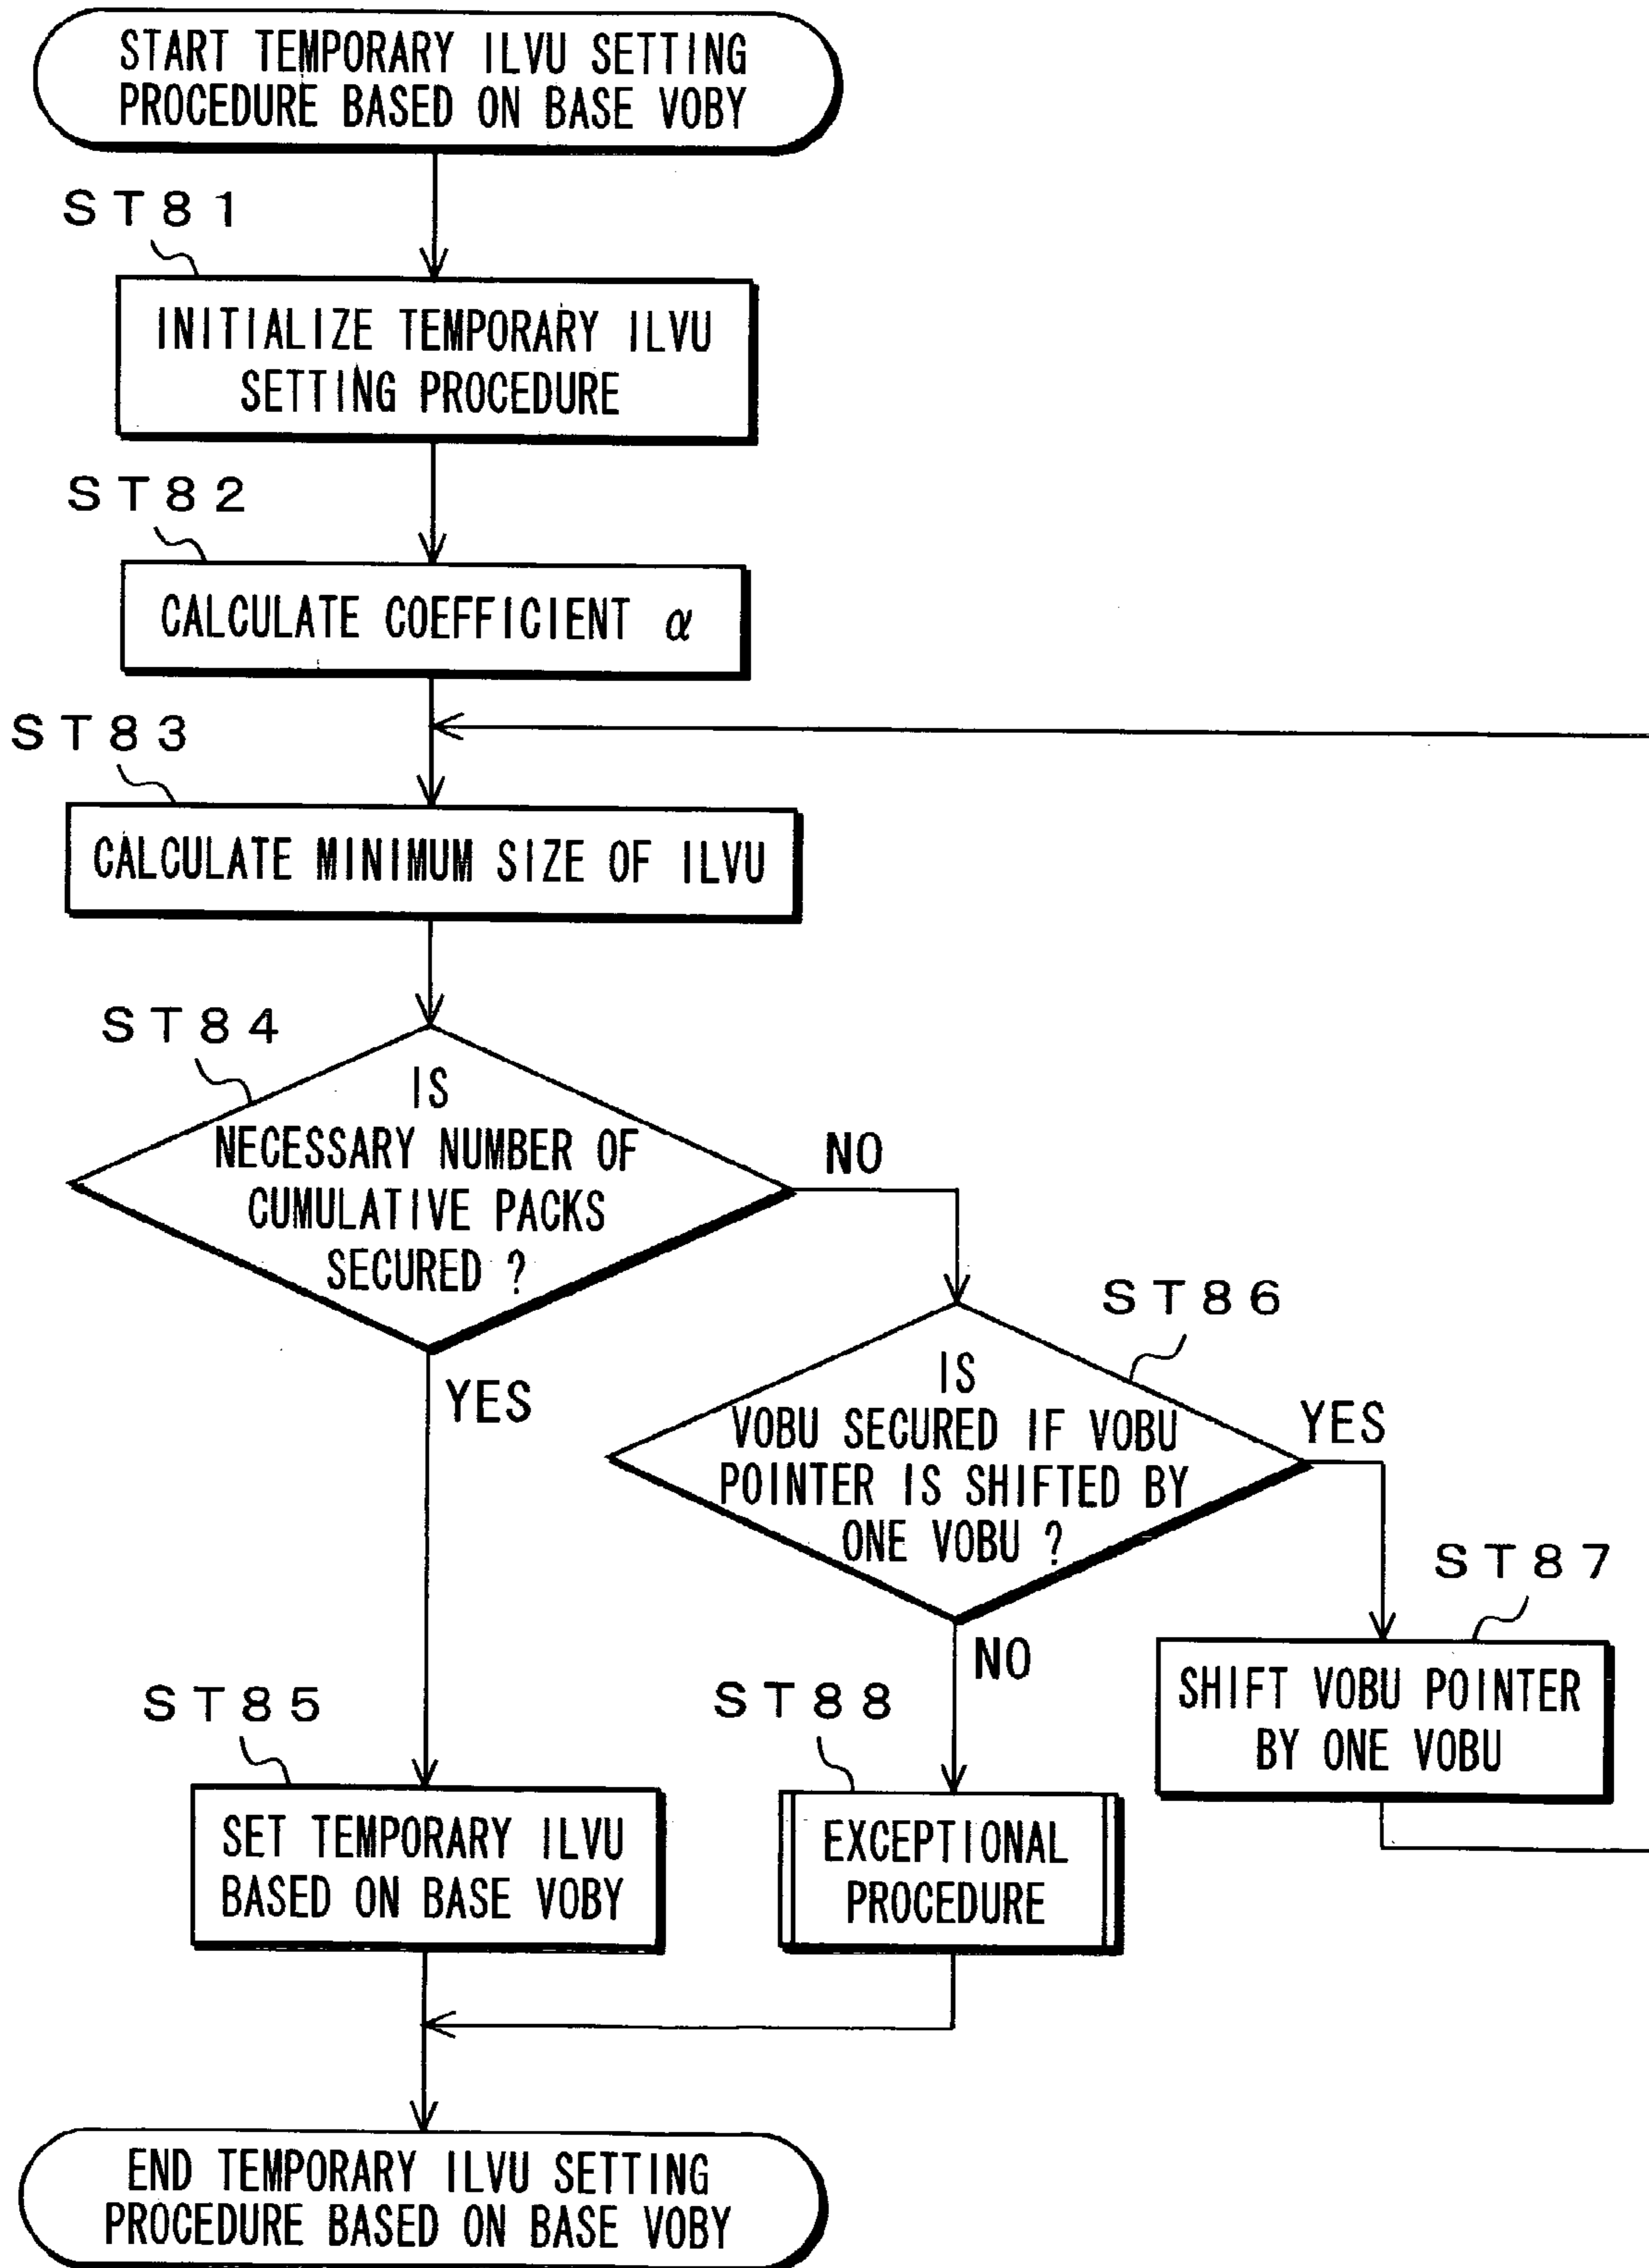 START TEMPORARY ILVU SETTING
PROCEDURE BASED ON BASE VOBY
ST81
INITIALIZE TEMPORARY ILVU
SETTING PROCEDURE
ST82
CALCULATE COEFFICIENT α
ST83
CALCULATE MINIMUM SIZE OF ILVU
ST84
IS
NECESSARY NUMBER OF
CUMULATIVE PACKS
SECURED ?
NO
YES
ST86
IS
VOBU SECURED IF VOBU
POINTER IS SHIFTED BY
ONE VOBU ?
YES
NO
ST87
SHIFT VOBU POINTER
BY ONE VOBU
ST85
SET TEMPORARY ILVU
BASED ON BASE VOBY
ST88
EXCEPTIONAL
PROCEDURE
END TEMPORARY ILVU SETTING
PROCEDURE BASED ON BASE VOBY